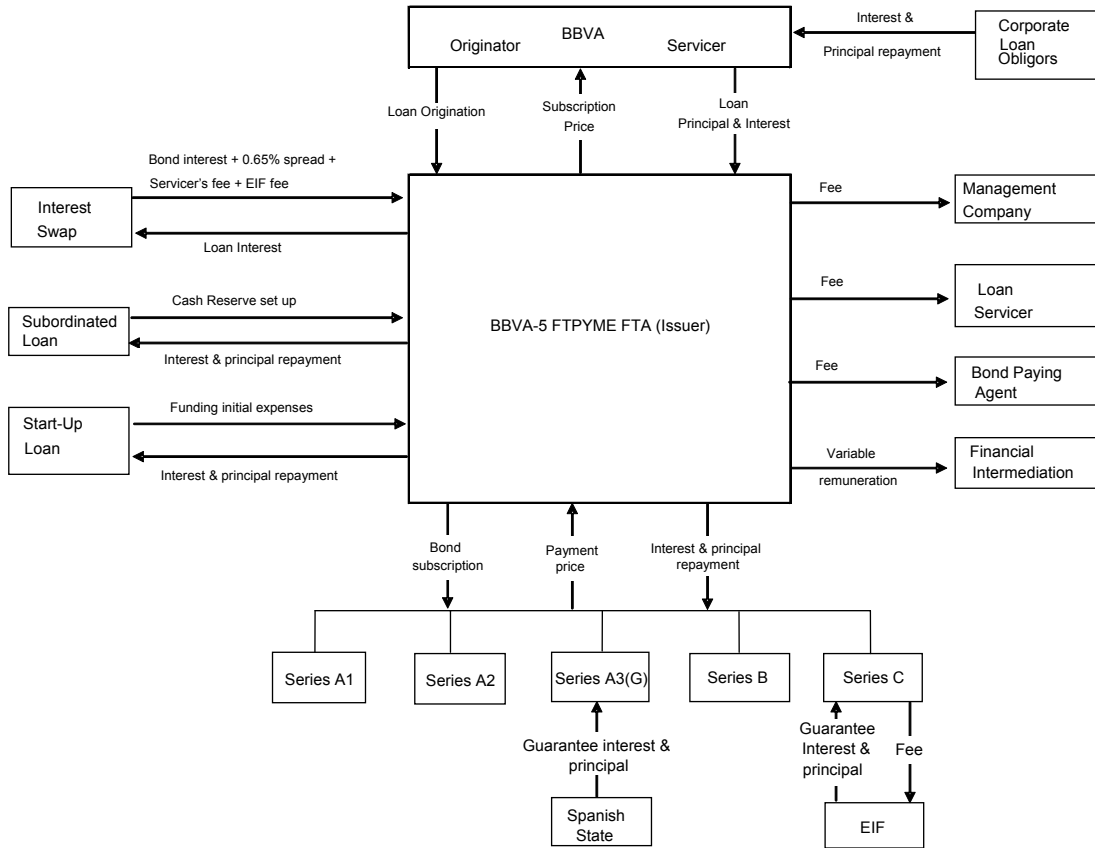 BBVA
Originator
Servicer
Interest &
Principal repayment
Corporate
Loan
Obligors
Loan Origination
Subscription
Price
Loan
Principal & Interest
Bond interest + 0.65% spread +
Servicer's fee + EIF fee
Interest
Swap
Loan Interest
Cash Reserve set up
Subordinated
Loan
Interest & principal repayment
Funding initial expenses
Start-Up
Loan
Interest & principal repayment
BBVA-5 FTPYME FTA (Issuer)
Fee
Management
Company
Fee
Loan
Servicer
Fee
Bond Paying
Agent
Variable
remuneration
Financial
Intermediation
Bond
subscription
Payment
price
Interest & principal
repayment
Series A1
Series A2
Series A3(G)
Series B
Series C
Guarantee interest &
principal
Guarantee
Interest &
principal
Fee
Spanish
State
EIF